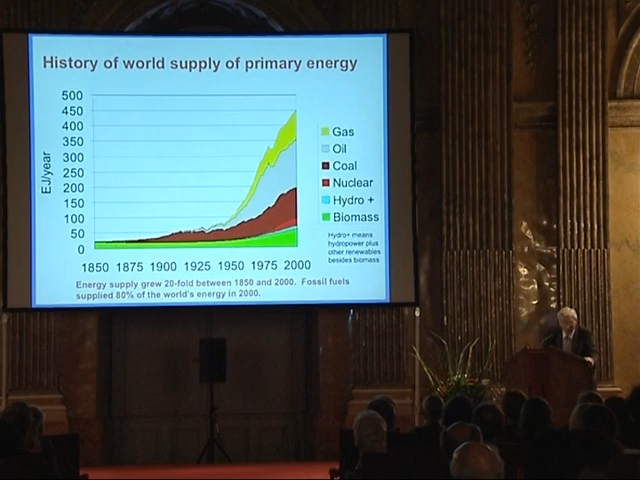 History of world supply of primary energy
500
450
400
350
300
250
200
150
100
50
0
EJ/year
1850 1875 1900 1925 1950 1975 2000
Gas
Oil
Coal
Nuclear
Hydro +
Biomass
Hydro+ means
hydropower plus
other renewables
besides biomass
Energy supply grew 20-fold between 1850 and 2000. Fossil fuels
supplied 80% of the world's energy in 2000.